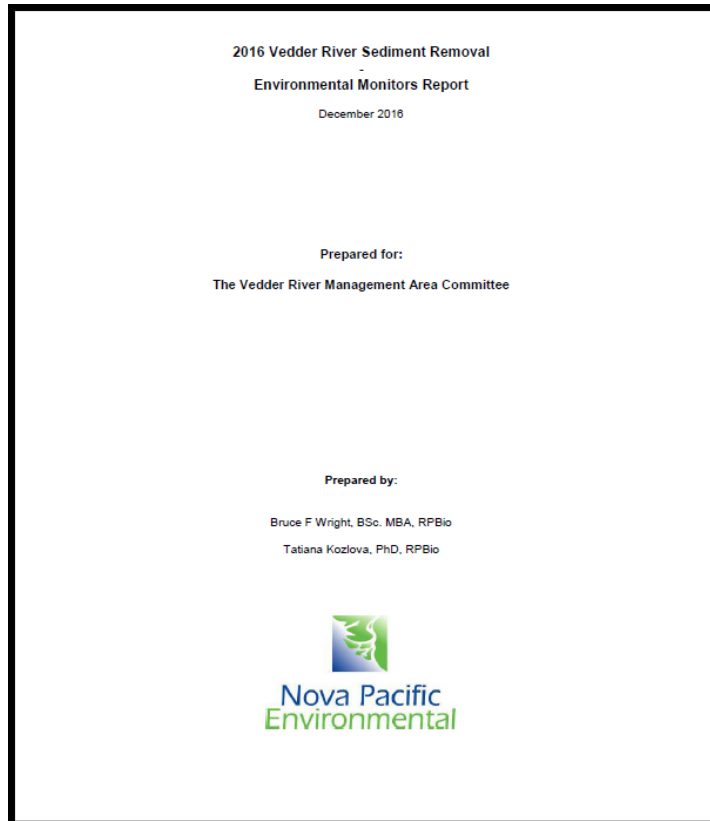 2016 Vedder River Sediment Removal
-
Environmental Monitors Report
December 2016
Prepared for:
The Vedder River Management Area Committee
Prepared by:
Bruce F Wright, BSc. MBA, RPBio
Tatiana Kozlova, PhD, RPBio
Nova Pacific
Environmental